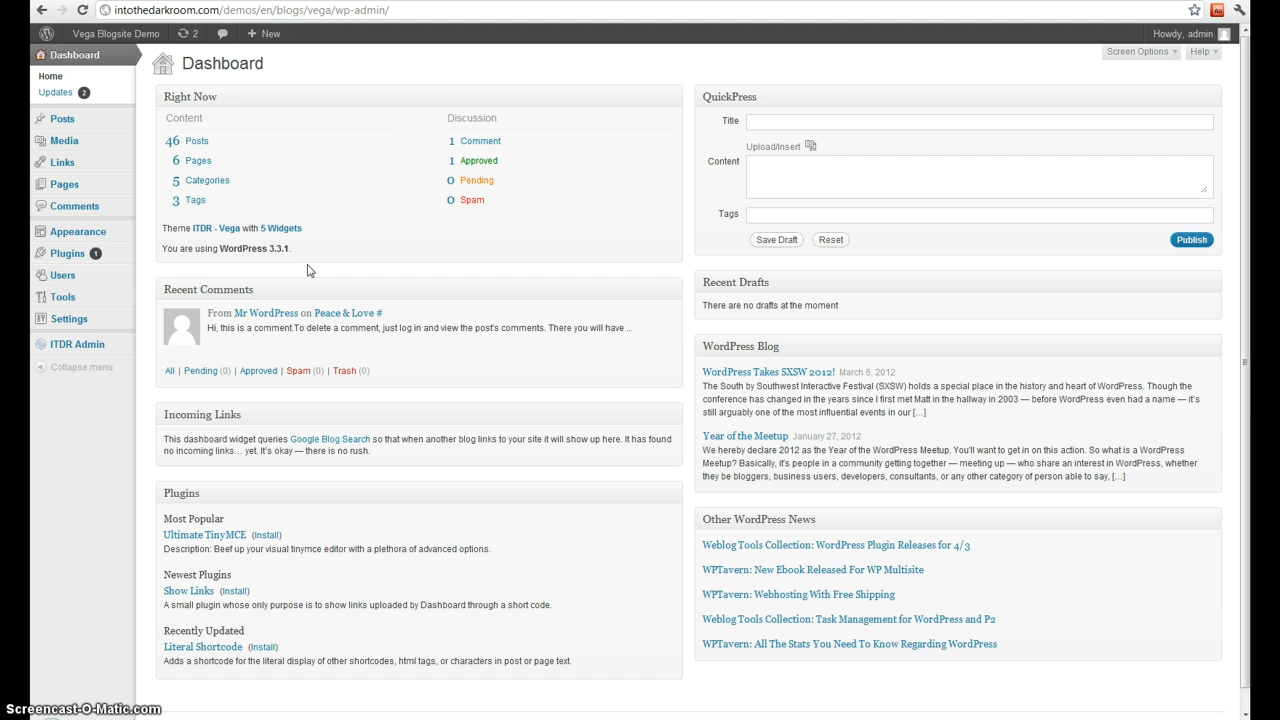 intothedarkroom.com/demos/en/blogs/vega/wp-admin/
Vega Blogsite Demo 2 + New Howdy, admin
Dashboard
Home
Updates 2
Posts
Media
Links
Pages
Comments
Appearance
Plugins 1
Users
Tools
Settings
ITDR Admin
Collapse menu
Dashboard
Screen Options Help
Right Now
Content
46 Posts
6 Pages
5 Categories
3 Tags
Discussion
1 Comment
1 Approved
0 Pending
0 Spam
Theme ITDR - Vega with 5 Widgets
You are using WordPress 3.3.1.
Recent Comments
From Mr WordPress on Peace & Love #
Hi, this is a comment.To delete a comment, just log in and view the post's comments. There you will have ...
All | Pending (0) | Approved | Spam (0) | Trash (0)
Incoming Links
This dashboard widget queries Google Blog Search so that when another blog links to your site it will show up here. It has found
no incoming links… yet. It's okay — there is no rush.
Plugins
Most Popular
Ultimate TinyMCE (Install)
Description: Beef up your visual tinymce editor with a plethora of advanced options.
Newest Plugins
Show Links (Install)
A small plugin whose only purpose is to show links uploaded by Dashboard through a short code.
Recently Updated
Literal Shortcode (Install)
Adds a shortcode for the literal display of other shortcodes, html tags, or characters in post or page text.
QuickPress
Title
Upload/Insert
Content
Tags
Save Draft Reset Publish
Recent Drafts
There are no drafts at the moment
WordPress Blog
WordPress Takes SXSW 2012! March 6, 2012
The South by Southwest Interactive Festival (SXSW) holds a special place in the history and heart of WordPress. Though the
conference has changed in the years since I first met Matt in the hallway in 2003 — before WordPress even had a name — it's
still arguably one of the most influential events in our […]
Year of the Meetup January 27, 2012
We hereby declare 2012 as the Year of the WordPress Meetup. You'll want to get in on this action. So what is a WordPress
Meetup? Basically, it's people in a community getting together — meeting up — who share an interest in WordPress, whether
they be bloggers, business users, developers, consultants, or any other category of person able to say, […]
Other WordPress News
Weblog Tools Collection: WordPress Plugin Releases for 4/3
WPTavern: New Ebook Released For WP Multisite
WPTavern: Webhosting With Free Shipping
Weblog Tools Collection: Task Management for WordPress and P2
WPTavern: All The Stats You Need To Know Regarding WordPress
Screencast-O-Matic.com